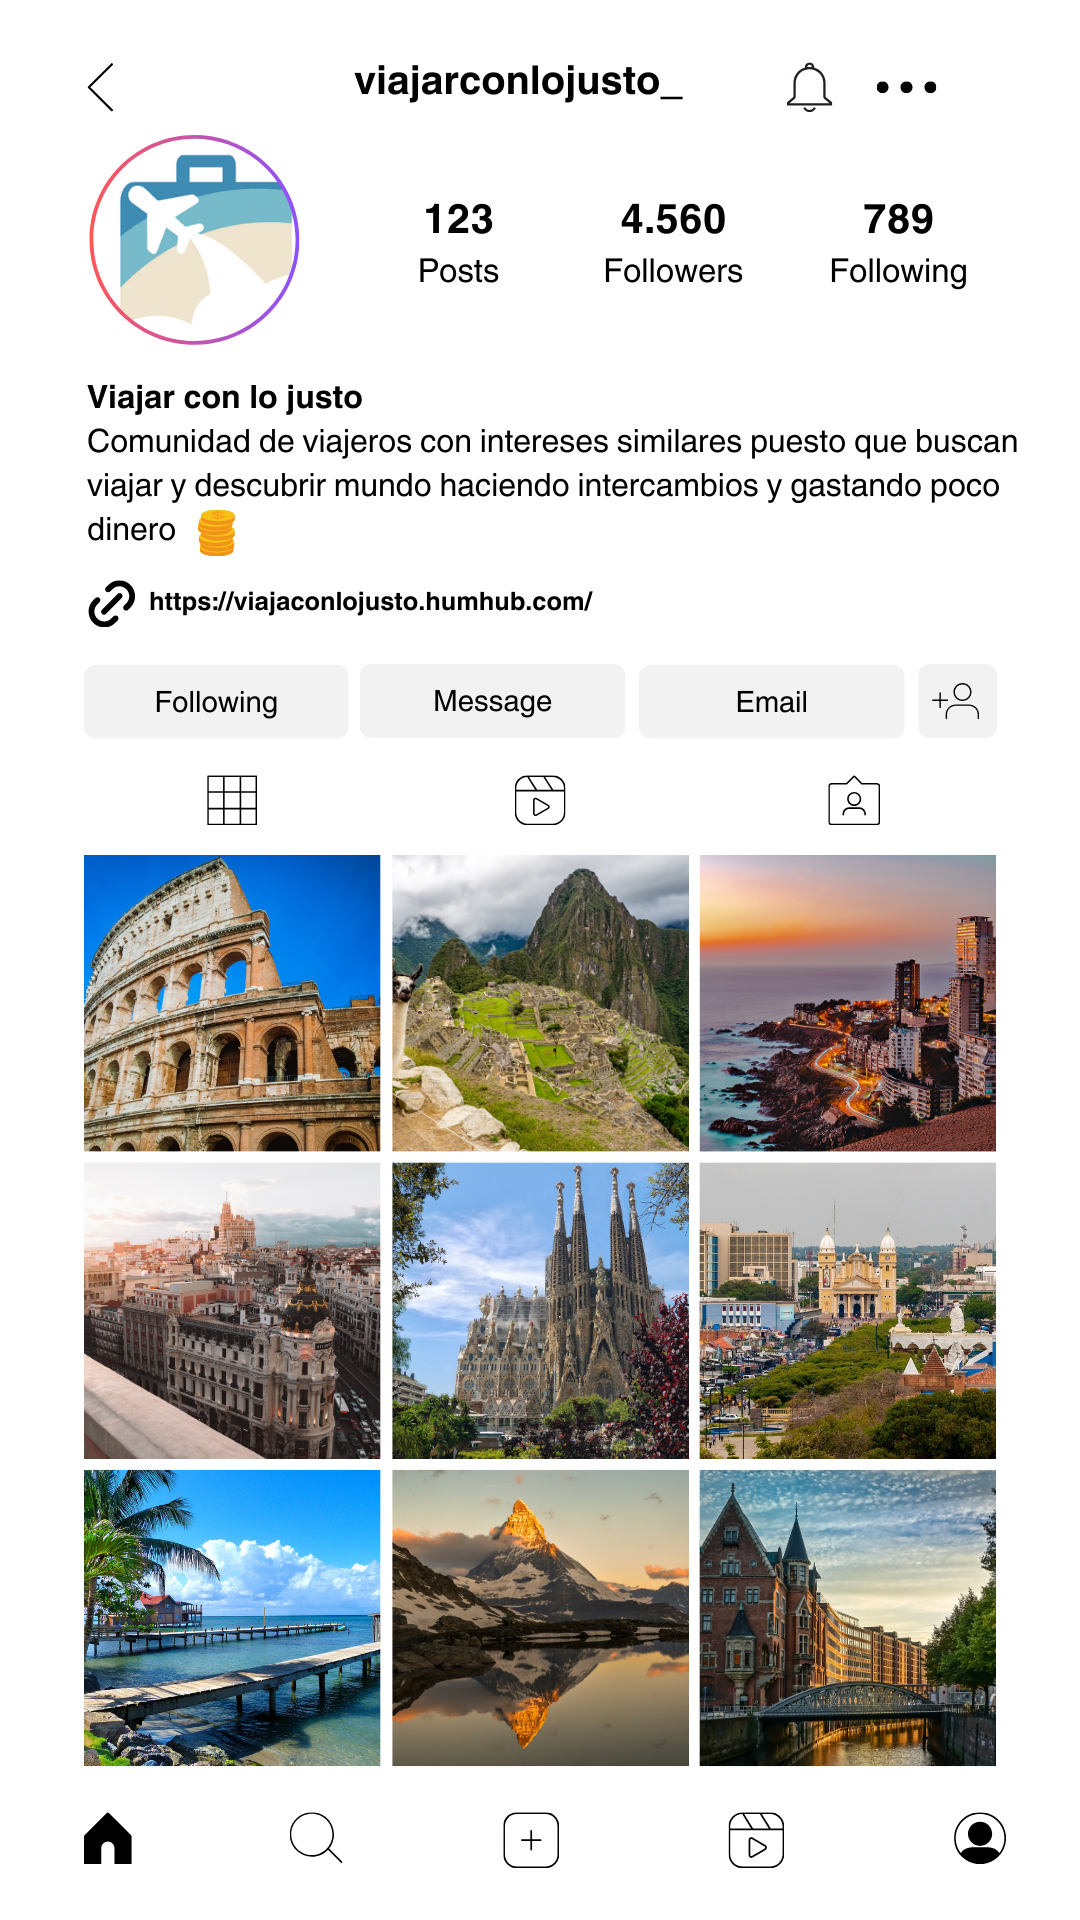 viajarconlojusto_
123 4.560 789
Posts Followers Following
Viajar con lo justo
Comunidad de viajeros con intereses similares puesto que buscan
viajar y descubrir mundo haciendo intercambios y gastando poco
dinero
https://viajaconlojusto.humhub.com/
Following Message Email